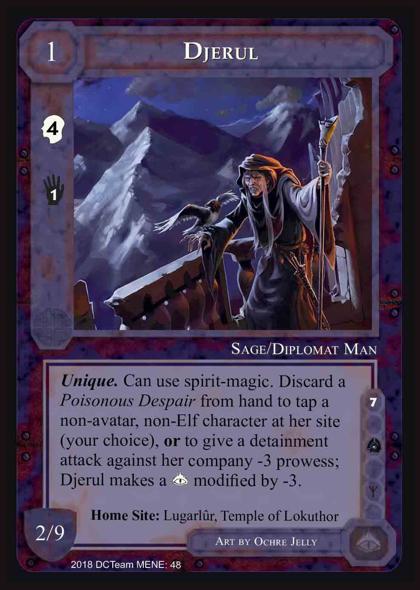 1
DJERUL
4
1
SAGE/DIPLOMAT MAN
Unique. Can use spirit-magic. Discard a
Poisonous Despair from hand to tap a
non-avatar, non-Elf character at her site
(your choice), or to give a detainment
attack against her company -3 prowess;
Djerul makes a modified by -3.
7
Home Site: Lugarlûr, Temple of Lokuthor
2/9
ART BY OCHRE JELLY
2018 DCTeam MENE: 48